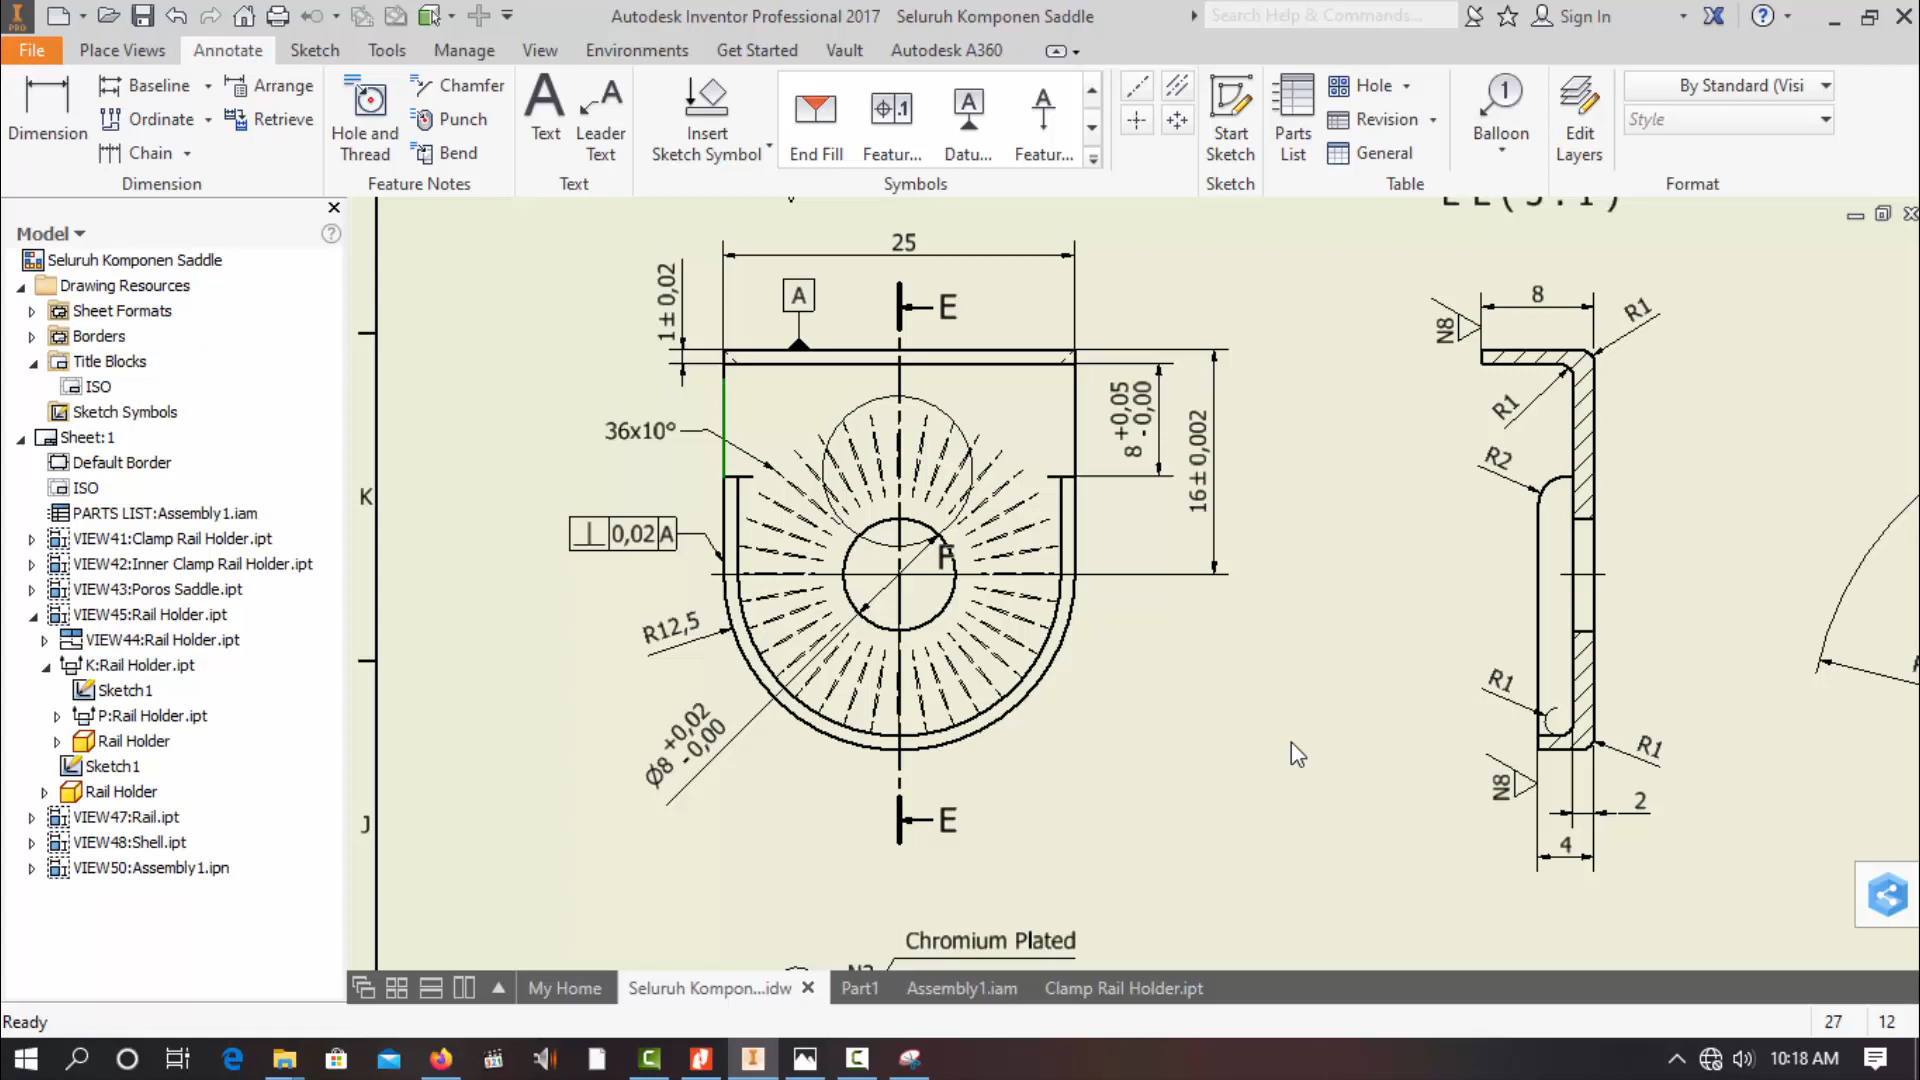 I PRO Autodesk Inventor Professional 2017 Seluruh Komponen Saddle Search Help & Commands... Sign In
File Place Views Annotate Sketch Tools Manage View Environments Get Started Vault Autodesk A360
Dimension Baseline Ordinate Chain Arrange Retrieve
Dimension
Hole and Thread Chamfer Punch Bend
Feature Notes
Text Leader Text
Text
Insert Sketch Symbol End Fill Featur... Datu... Featur...
Symbols
Start Sketch
Sketch
Parts List Hole Revision General
Balloon
Table
Edit Layers
By Standard (Visi
Style
Format
Model
Seluruh Komponen Saddle
Drawing Resources
Sheet Formats
Borders
Title Blocks
ISO
Sketch Symbols
Sheet:1
Default Border
ISO
PARTS LIST:Assembly1.iam
VIEW41:Clamp Rail Holder.ipt
VIEW42:Inner Clamp Rail Holder.ipt
VIEW43:Poros Saddle.ipt
VIEW45:Rail Holder.ipt
VIEW44:Rail Holder.ipt
K:Rail Holder.ipt
Sketch1
P:Rail Holder.ipt
Rail Holder
Sketch1
Rail Holder
VIEW47:Rail.ipt
VIEW48:Shell.ipt
VIEW50:Assembly1.ipn
25
1±0,02
A
E
36x10°
8 +0,05 -0,00
16±0,002
K
⊥ 0,02 A
F
R12,5
Ø8 +0,02 -0,00
J
E
8
R1
N8
R1
R2
R1
R1
N8
2
4
Chromium Plated
My Home Seluruh Kompon...idw Part1 Assembly1.iam Clamp Rail Holder.ipt
Ready 27 12
10:18 AM